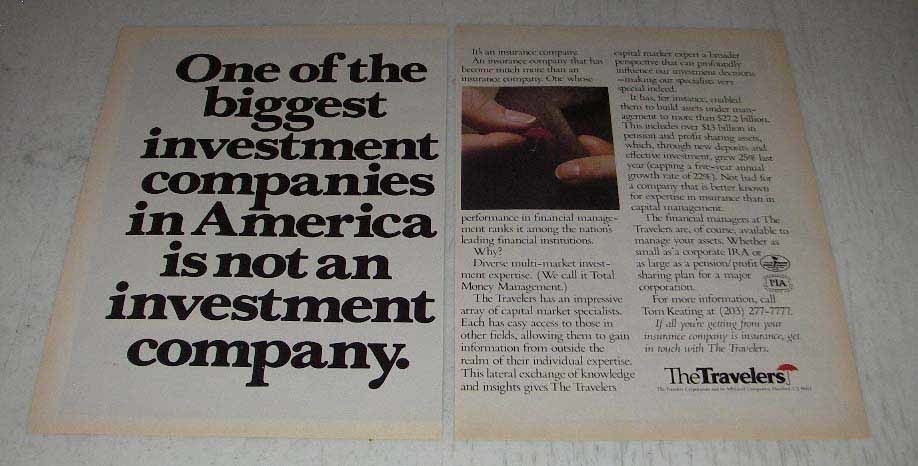 One of the
biggest
investment
companies
in America
is not an
investment
company.
It's an insurance company.
An insurance company that has
become much more than an
insurance company. One whose
performance in financial manage-
ment ranks it among the nation's
leading financial institutions.
Why?
Diverse multi-market invest-
ment expertise. (We call it Total
Money Management.)
The Travelers has an impressive
array of capital market specialists.
Each has easy access to those in
other fields, allowing them to gain
information from outside the
realm of their individual expertise.
This lateral exchange of knowledge
and insights gives The Travelers
capital market expert a broader
perspective that can profoundly
influence our investment decisions
—making our specialists very
special indeed.
It has, for instance, enabled
them to build assets under man-
agement to more than $27.2 billion.
This includes over $13 billion in
pension and profit sharing assets,
which, through new deposits and
effective investment, grew 25% last
year (capping a five-year annual
growth rate of 22%). Not bad for
a company that is better known
for expertise in insurance than in
capital management.
The financial managers at The
Travelers are, of course, available to
manage your assets. Whether as
small as a corporate IRA or
as large as a pension/profit
sharing plan for a major
corporation.
PIA
For more information, call
Tom Keating at (203) 277-7777.
If all you're getting from your
insurance company is insurance, get
in touch with The Travelers.
TheTravelers
The Travelers Corporation and its Affiliated Companies, Hartford, CT 06183